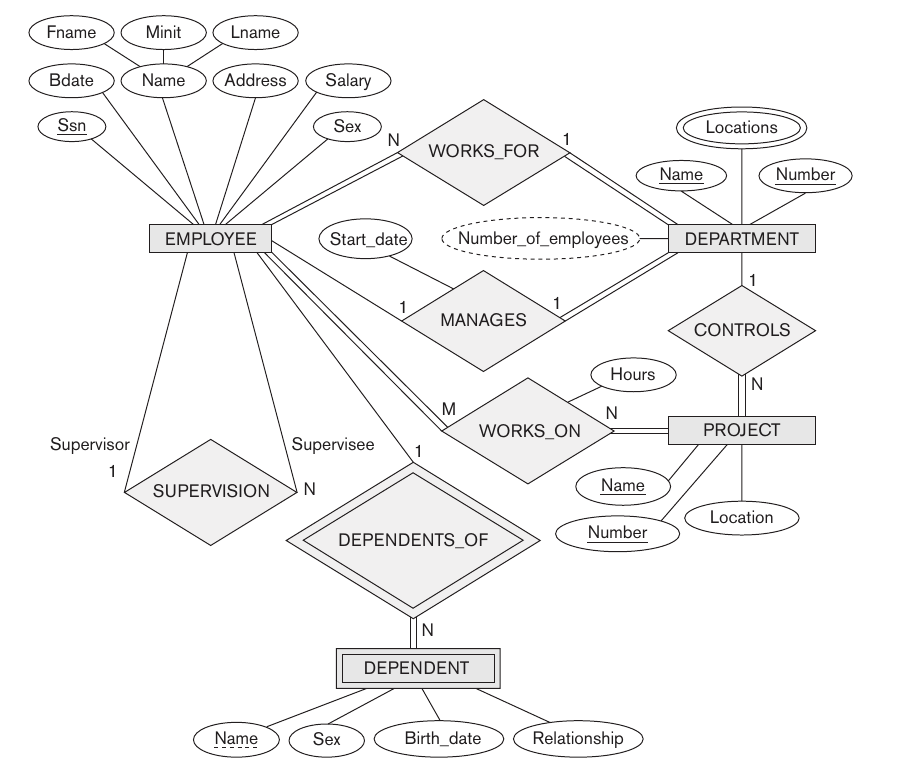 Fname
Minit
Lname
Bdate
Name
Address
Salary
Ssn
Sex
N
WORKS_FOR
1
Locations
Name
Number
EMPLOYEE
Start_date
Number_of_employees
DEPARTMENT
1
MANAGES
1
1
CONTROLS
N
Hours
M
WORKS_ON
N
PROJECT
Supervisor
1
SUPERVISION
Supervisee
N
1
Name
Number
Location
DEPENDENTS_OF
N
DEPENDENT
Name
Sex
Birth_date
Relationship